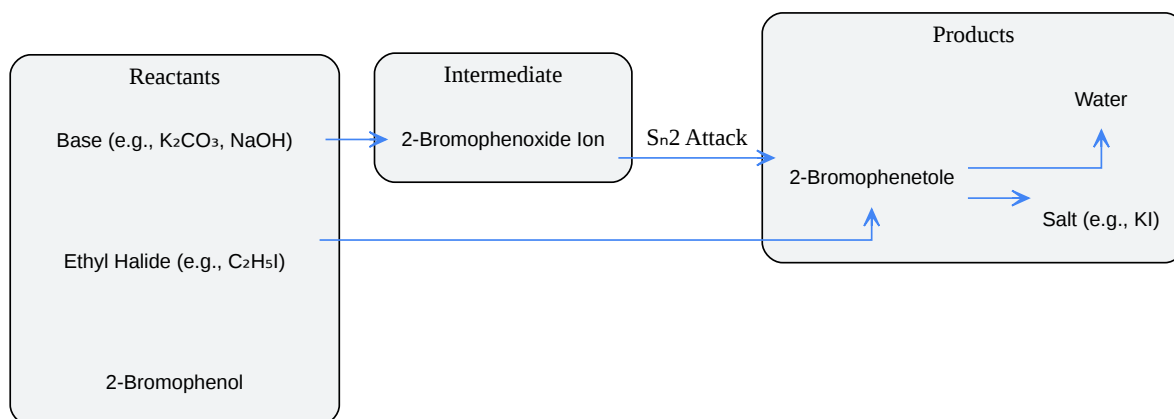 Reactants
Base (e.g., K₂CO₃, NaOH)
Ethyl Halide (e.g., C₂H₅I)
2-Bromophenol
Intermediate
2-Bromophenoxide Ion
Sₙ2 Attack
Products
Water
2-Bromophenetole
Salt (e.g., KI)